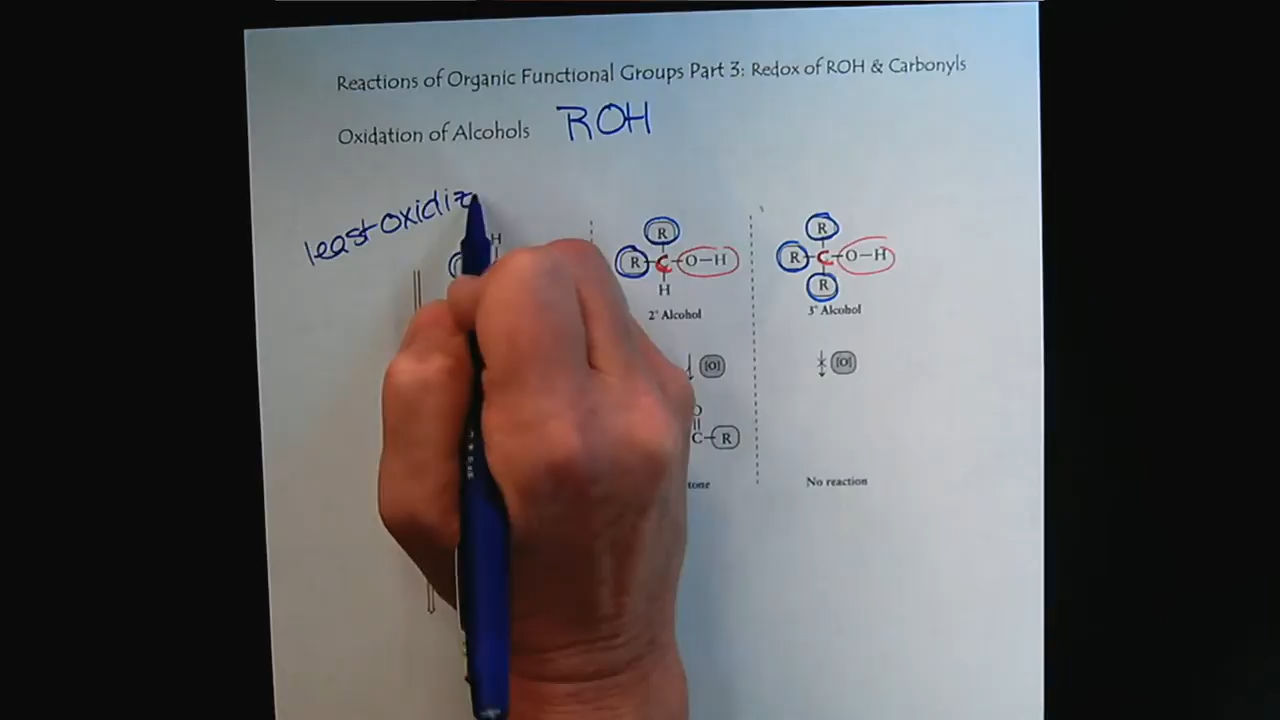 Reactions of Organic Functional Groups Part 3: Redox of ROH & Carbonyls
Oxidation of Alcohols ROH
least oxidiz
H
R
R C O-H
H
2° Alcohol
R
R C O-H
R
3° Alcohol
[O]
[O]
O
C R
tone
No reaction